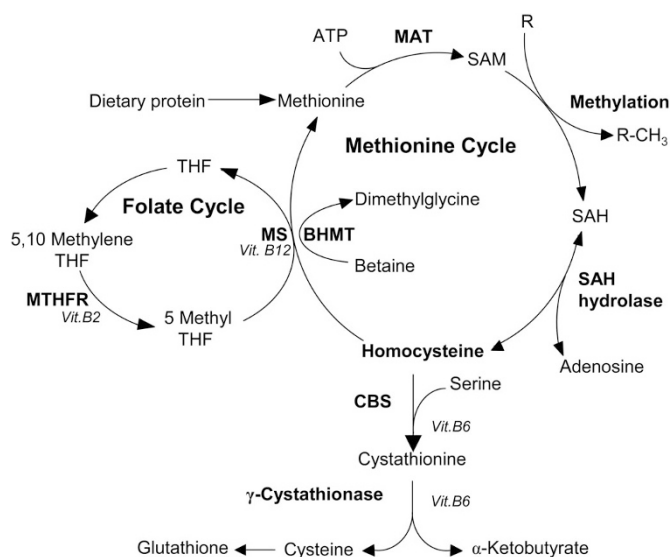 R
ATP
MAT
SAM
Dietary protein
Methionine
Methylation
R-CH₃
Methionine Cycle
THF
Dimethylglycine
Folate Cycle
SAH
5,10 Methylene
THF
MS
BHMT
Vit. B12
Betaine
MTHFR
Vit.B2
5 Methyl
THF
SAH
hydrolase
Homocysteine
Adenosine
Serine
CBS
Vit.B6
Cystathionine
γ-Cystathionase
Vit.B6
Glutathione
Cysteine
α-Ketobutyrate